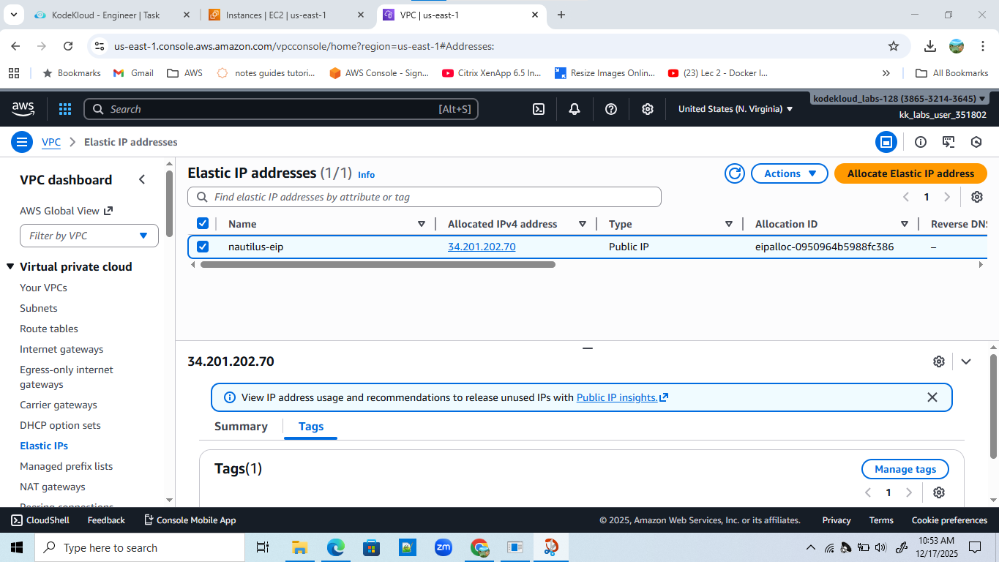 KodeKloud - Engineer | Task
Instances | EC2 | us-east-1
VPC | us-east-1
us-east-1.console.aws.amazon.com/vpcconsole/home?region=us-east-1#Addresses:
Bookmarks
Gmail
AWS
notes guides tutori...
AWS Console - Sign...
Citrix XenApp 6.5 In...
Resize Images Onlin...
(23) Lec 2 - Docker I...
All Bookmarks
aws
Search
[Alt+S]
United States (N. Virginia)
kodekloud_labs-128 (3865-3214-3645)
kk_labs_user_351802
VPC
Elastic IP addresses
VPC dashboard
AWS Global View
Filter by VPC
Virtual private cloud
Your VPCs
Subnets
Route tables
Internet gateways
Egress-only internet
gateways
Carrier gateways
DHCP option sets
Elastic IPs
Managed prefix lists
NAT gateways
Peering connections
Elastic IP addresses (1/1) Info
Actions
Allocate Elastic IP address
Find elastic IP addresses by attribute or tag
1
Name
Allocated IPv4 address
Type
Allocation ID
Reverse DNS
nautilus-eip
34.201.202.70
Public IP
eipalloc-0950964b5988fc386
–
34.201.202.70
View IP address usage and recommendations to release unused IPs with Public IP insights.
Summary
Tags
Tags(1)
Manage tags
1
CloudShell
Feedback
Console Mobile App
© 2025, Amazon Web Services, Inc. or its affiliates.
Privacy
Terms
Cookie preferences
Type here to search
zm
10:53 AM
12/17/2025